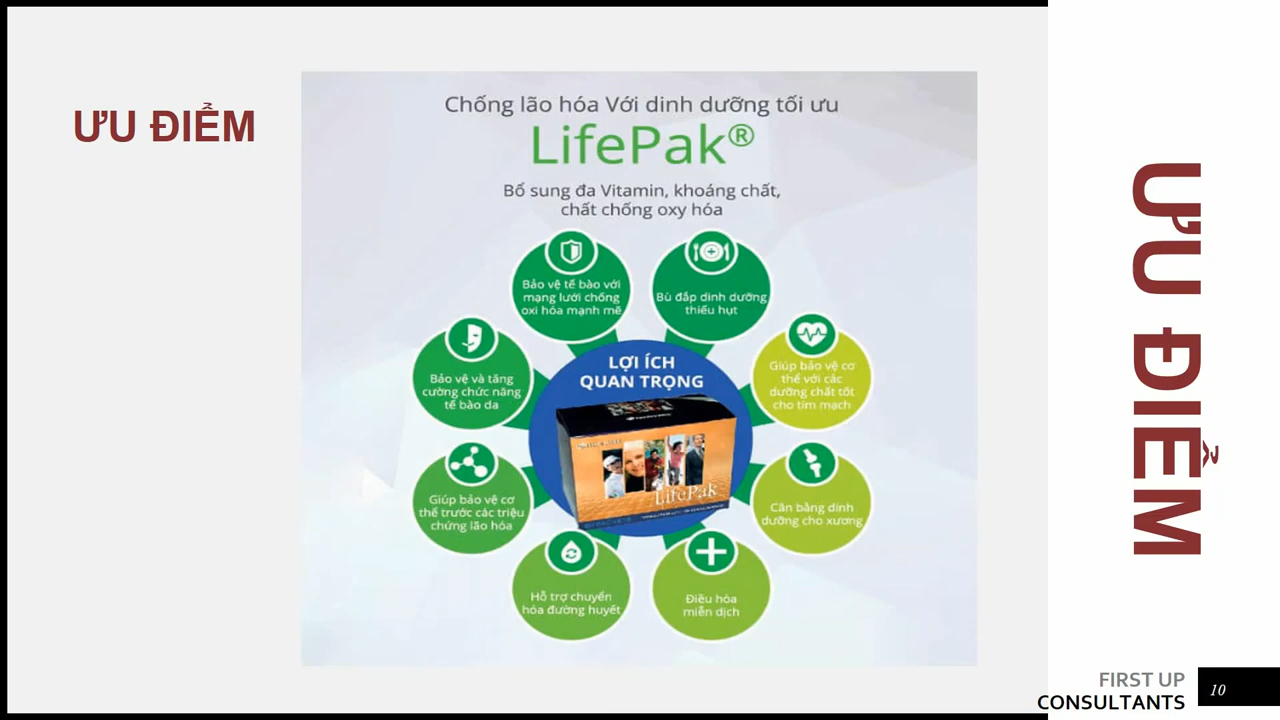 ƯU ĐIỂM
Chống lão hóa Với dinh dưỡng tối ưu
LifePak®
Bổ sung đa Vitamin, khoáng chất,
chất chống oxy hóa
Bảo vệ tế bào với
mạng lưới chống
oxi hóa mạnh mẽ
Bù đắp dinh dưỡng
thiếu hụt
Bảo vệ và tăng
cường chức năng
tế bào da
LỢI ÍCH
QUAN TRỌNG
Giúp bảo vệ cơ
thể với các
dưỡng chất tốt
cho tim mạch
Giúp bảo vệ cơ
thể trước các triệu
chứng lão hóa
LifePak
Cân bằng dinh
dưỡng cho xương
Hỗ trợ chuyển
hóa đường huyết
Điều hòa
miễn dịch
ƯU ĐIỂM
FIRST UP
CONSULTANTS
10